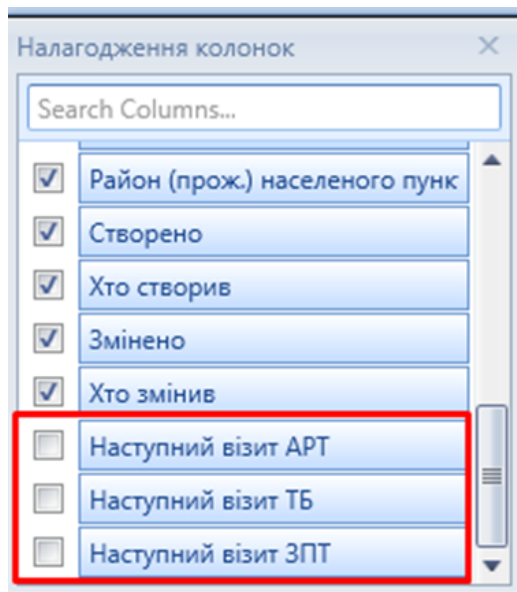 Налагодження колонок
Search Columns...
Район (прож.) населеного пунк
Створено
Хто створив
Змінено
Хто змінив
Наступний візит АРТ
Наступний візит ТБ
Наступний візит ЗПТ